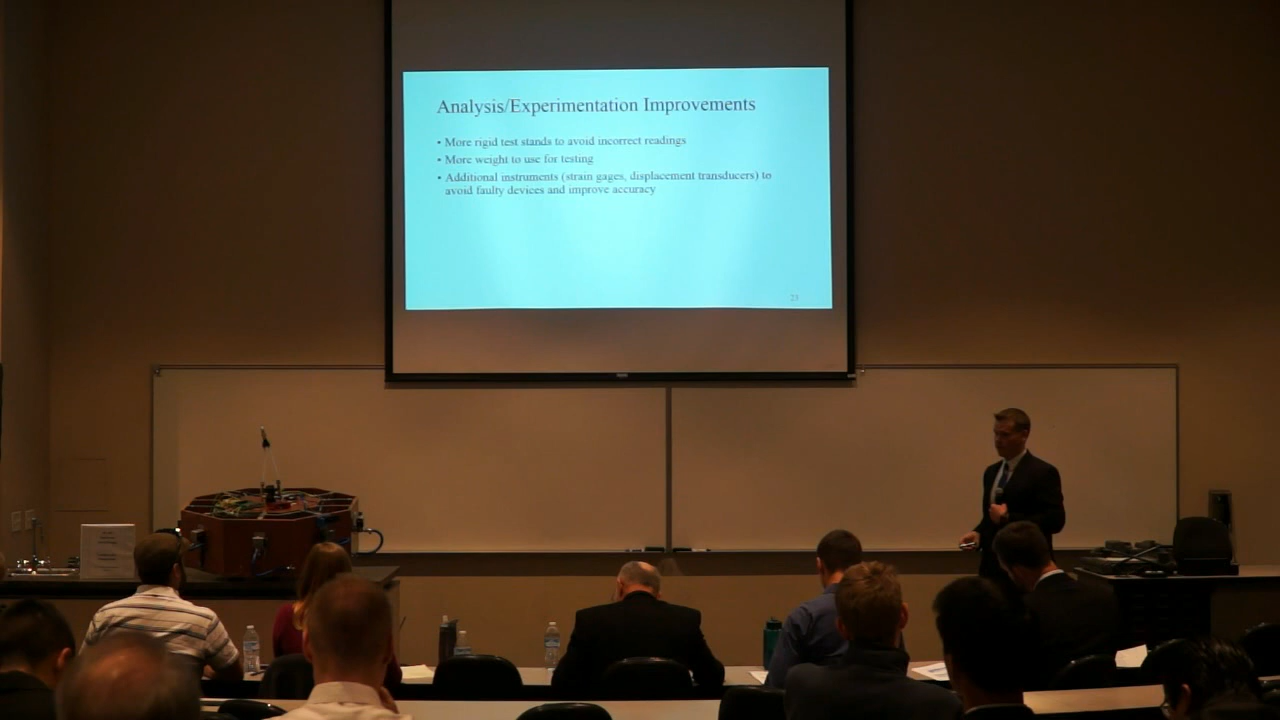 Analysis/Experimentation Improvements
• More rigid test stands to avoid incorrect readings
• More weight to use for testing
• Additional instruments (strain gages, displacement transducers) to
avoid faulty devices and improve accuracy
23